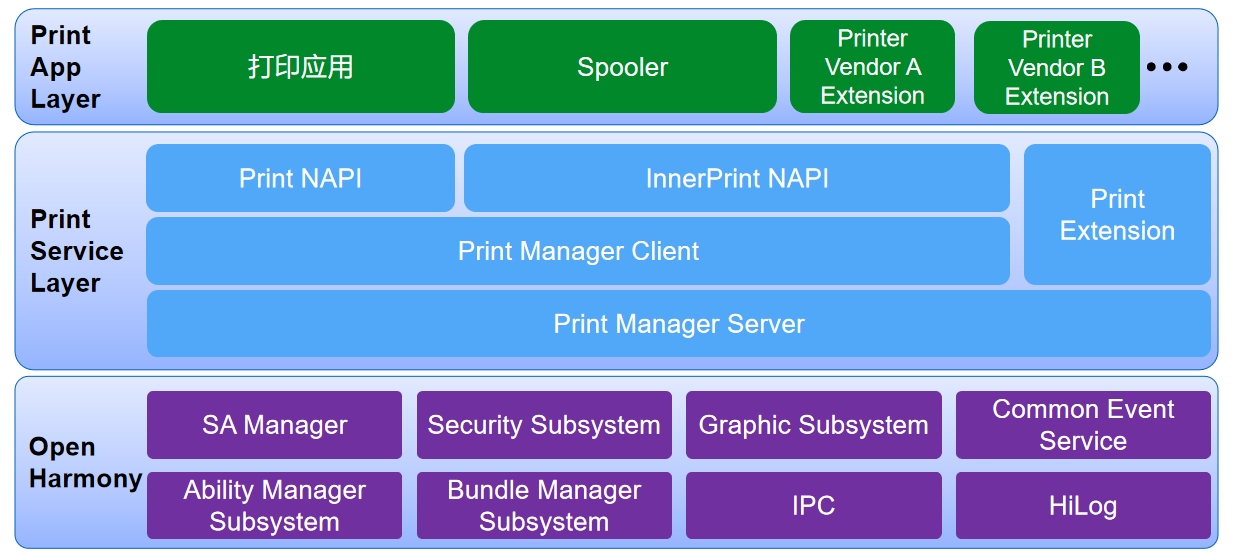 Print
App
Layer
打印应用
Spooler
Printer
Vendor A
Extension
Printer
Vendor B
Extension
•••
Print
Service
Layer
Print NAPI
InnerPrint NAPI
Print
Extension
Print Manager Client
Print Manager Server
Open
Harmony
SA Manager
Security Subsystem
Graphic Subsystem
Common Event
Service
Ability Manager
Subsystem
Bundle Manager
Subsystem
IPC
HiLog